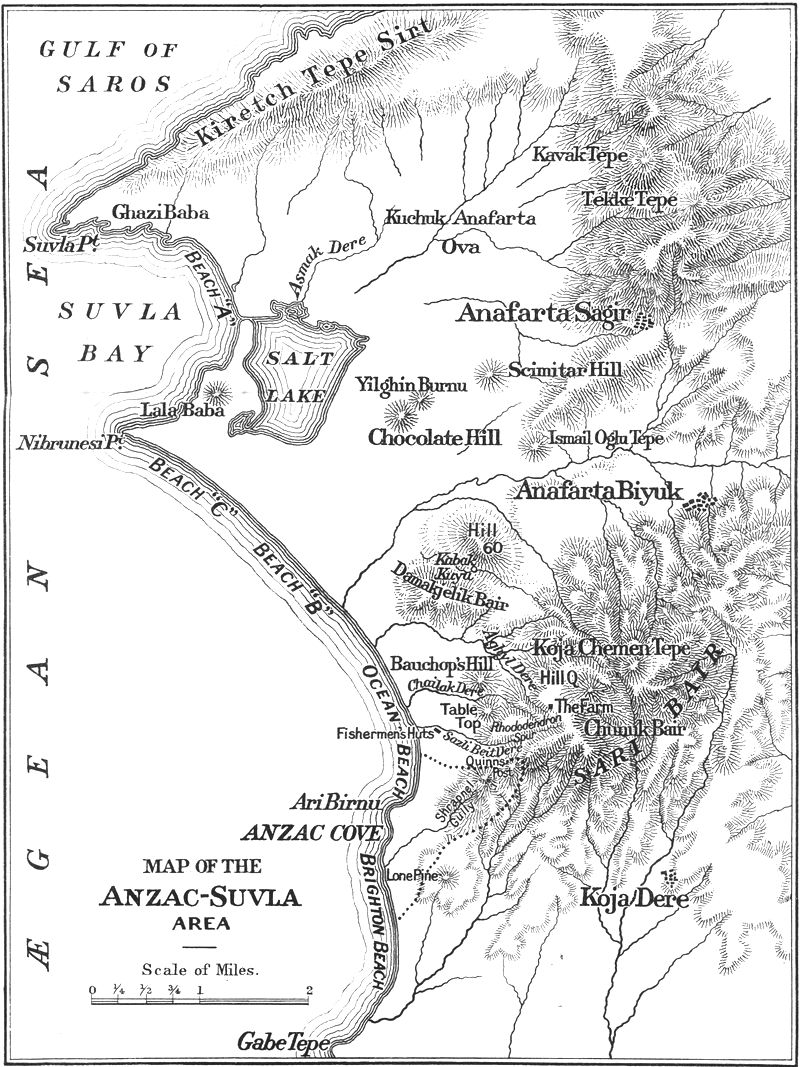 GULF OF
SAROS
Kiretch Tepe Sirt
Kavak Tepe
Tekke Tepe
Ghazi Baba
Kuchuk Anafarta
Ova
Suvla Pt.
Asmak Dere
BEACH "A"
SUVLA
BAY
Anafarta Sagir
SALT
LAKE
Scimitar Hill
Yilghin Burnu
Lala Baba
Chocolate Hill
Nibrunesi Pt.
Ismail Oglu Tepe
BEACH "C"
Anafarta Biyuk
Hill
60
BEACH "B"
Kabak
Kuyu
Damakjelik Bair
Aghyl Dere
Koja Chemen Tepe
Bauchop's Hill
Hill Q
Chailak Dere
The Farm
Table
Top
Rhododendron
Spur
Chunuk Bair
SARI BAIR
OCEAN BEACH
Fishermen's Huts
Sazli Beit Dere
Quinns
Post
Shrapnel
Gully
Ari Birnu
ANZAC COVE
BRIGHTON BEACH
Lone Pine
Koja Dere
ÆGEAN SEA
MAP OF THE
ANZAC-SUVLA
AREA
Scale of Miles.
0 ¼ ½ ¾ 1 2
Gabe Tepe